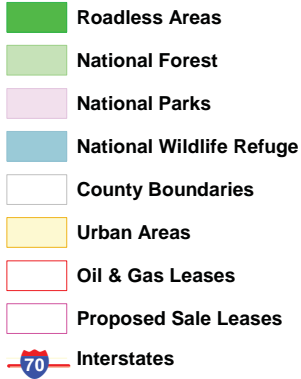 Roadless Areas
National Forest
National Parks
National Wildlife Refuge
County Boundaries
Urban Areas
Oil & Gas Leases
Proposed Sale Leases
70 Interstates